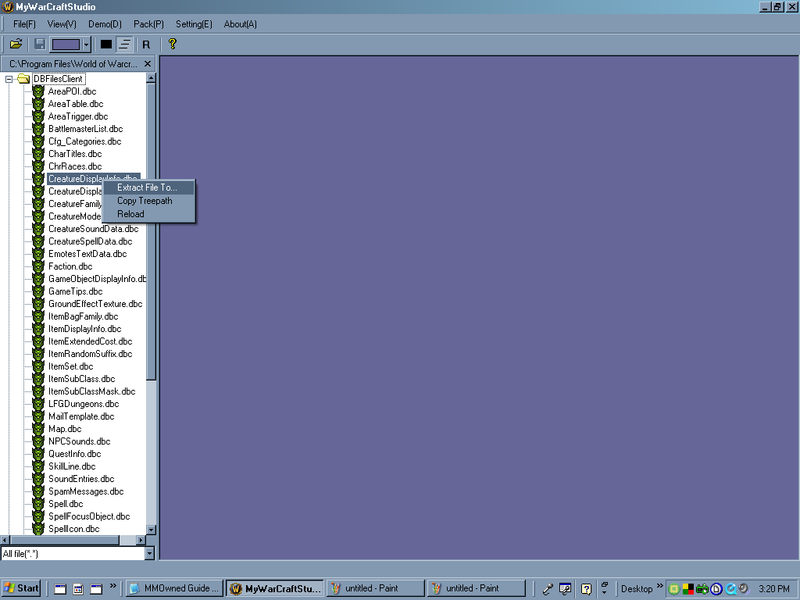 MyWarCraftStudio
File(F) View(V) Demo(D) Pack(P) Setting(E) About(A)
R ?
C:\Program Files\World of Warcr...
DBFilesClient
AreaPOI.dbc
AreaTable.dbc
AreaTrigger.dbc
BattlemasterList.dbc
Cfg_Categories.dbc
CharTitles.dbc
ChrRaces.dbc
CreatureDisplayInfo.dbc
Extract File To...
CreatureDispla
Copy Treepath
CreatureFamily
Reload
CreatureMode
CreatureSoundData.dbc
CreatureSpellData.dbc
EmotesTextData.dbc
Faction.dbc
GameObjectDisplayInfo.db
GameTips.dbc
GroundEffectTexture.dbc
ItemBagFamily.dbc
ItemDisplayInfo.dbc
ItemExtendedCost.dbc
ItemRandomSuffix.dbc
ItemSet.dbc
ItemSubClass.dbc
ItemSubClassMask.dbc
LFGDungeons.dbc
MailTemplate.dbc
Map.dbc
NPCSounds.dbc
QuestInfo.dbc
SkillLine.dbc
SoundEntries.dbc
SpamMessages.dbc
Spell.dbc
SpellFocusObject.dbc
SpellIcon.dbc
All file(*.*)
Start » MMOwned Guide ... MyWarCraftStu... untitled - Paint untitled - Paint Desktop » 3:20 PM